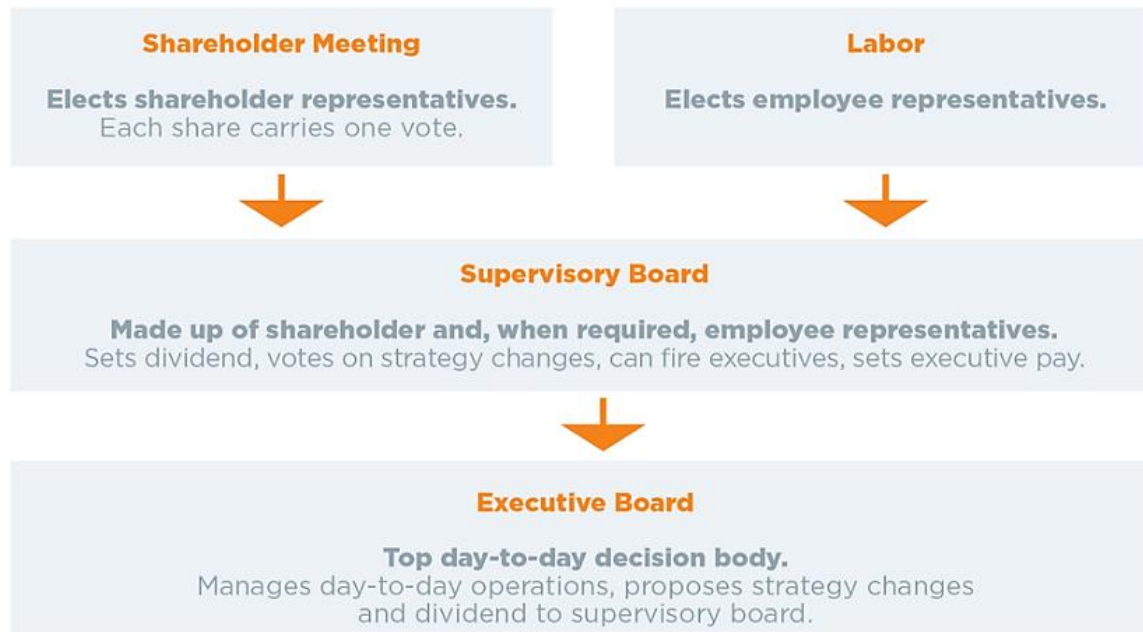 Shareholder Meeting
Elects shareholder representatives.
Each share carries one vote.
Labor
Elects employee representatives.
Supervisory Board
Made up of shareholder and, when required, employee representatives.
Sets dividend, votes on strategy changes, can fire executives, sets executive pay.
Executive Board
Top day-to-day decision body.
Manages day-to-day operations, proposes strategy changes
and dividend to supervisory board.